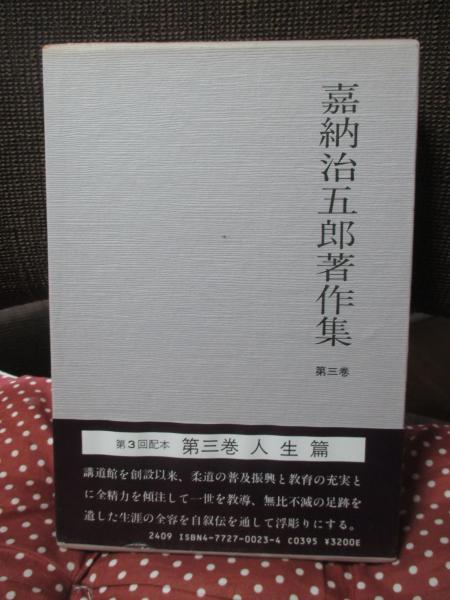 嘉納治五郎著作集
第三巻
第3回配本 第三巻 人生篇
講道館を創設以来、柔道の普及振興と教育の充実と
に全精力を傾注して一世を教導、無比不滅の足跡を
遺した生涯の全容を自叙伝を通して浮彫りにする。
2409 ISBN4-7727-0023-4 C0395 ¥3200E